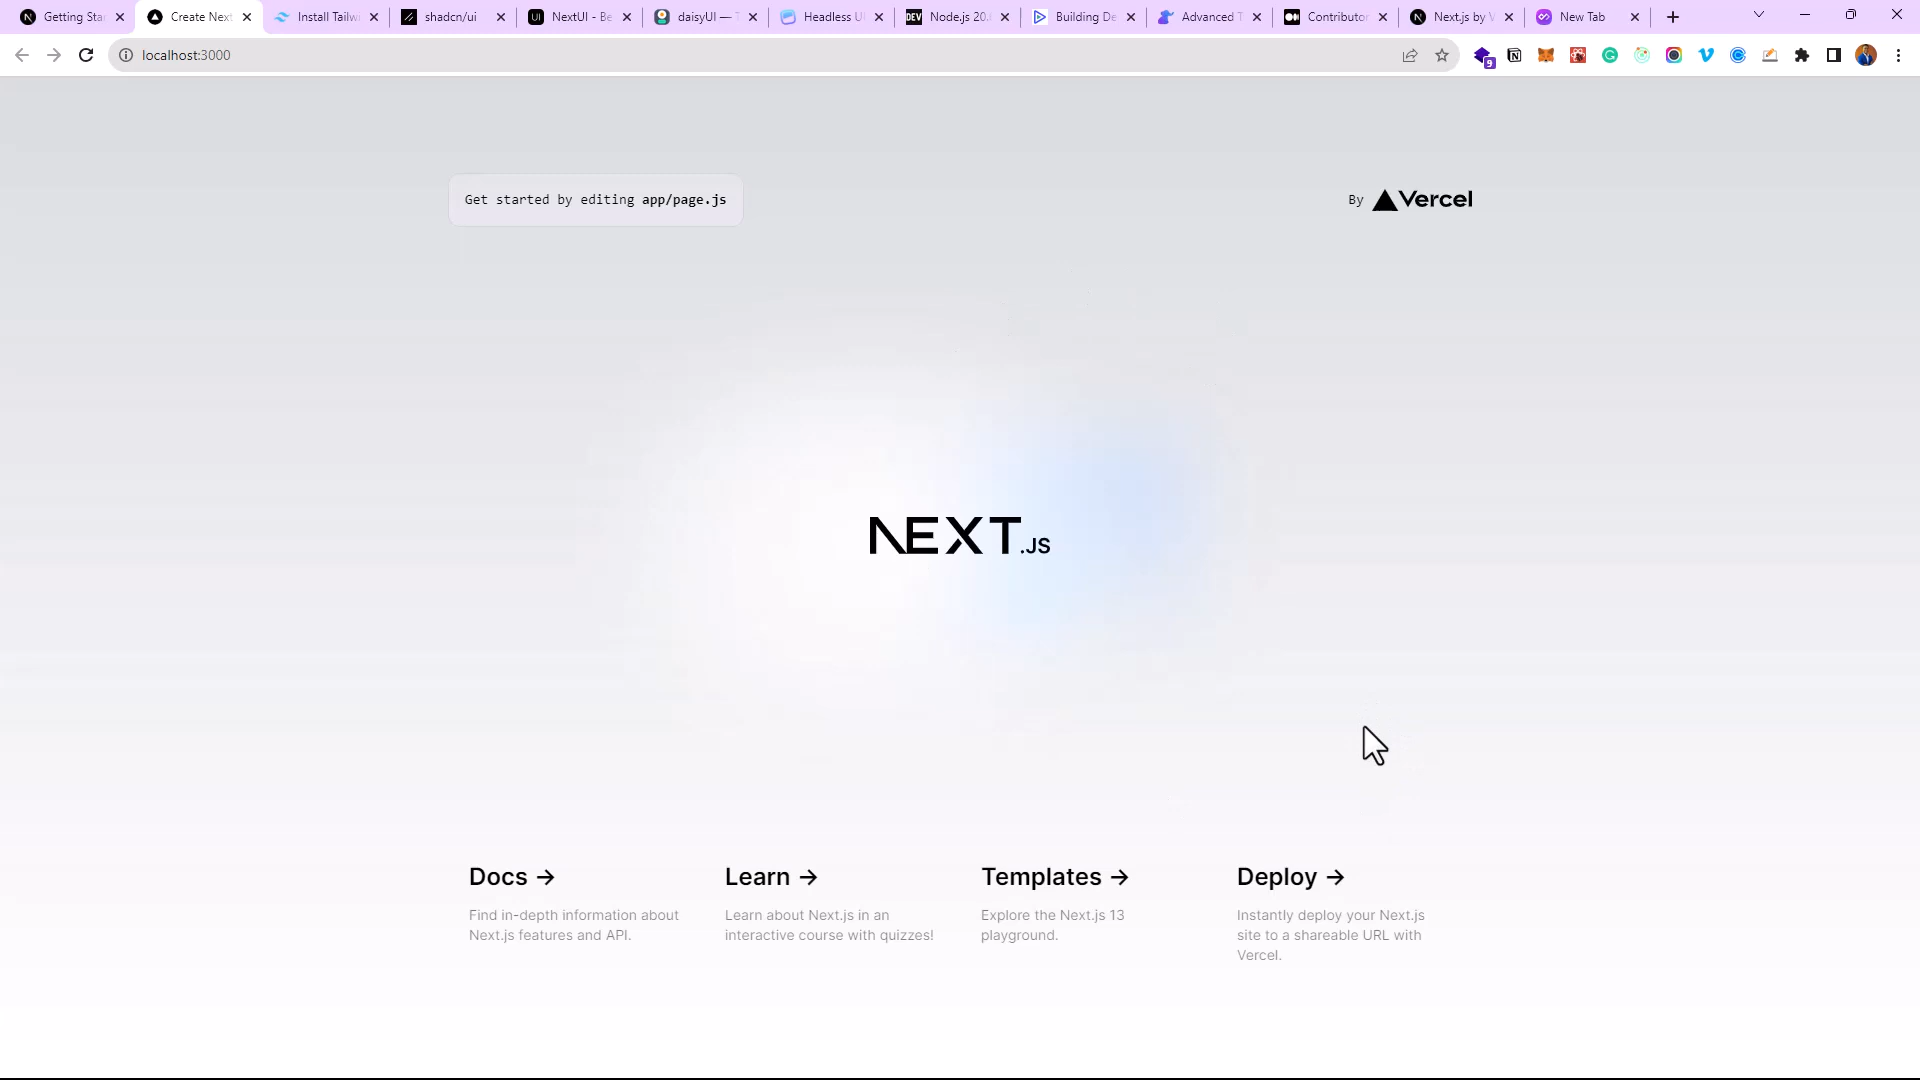 Getting Sta
Create Next
Install Tailwi
shadcn/ui
NextUI - Be
daisyUI — T
Headless UI
Node.js 20.
Building De
Advanced T
Contributor
Next.js by V
New Tab
localhost:3000
9
Get started by editing app/page.js
By Vercel
NEXT.JS
Docs →
Find in-depth information about
Next.js features and API.
Learn →
Learn about Next.js in an
interactive course with quizzes!
Templates →
Explore the Next.js 13
playground.
Deploy →
Instantly deploy your Next.js
site to a shareable URL with
Vercel.